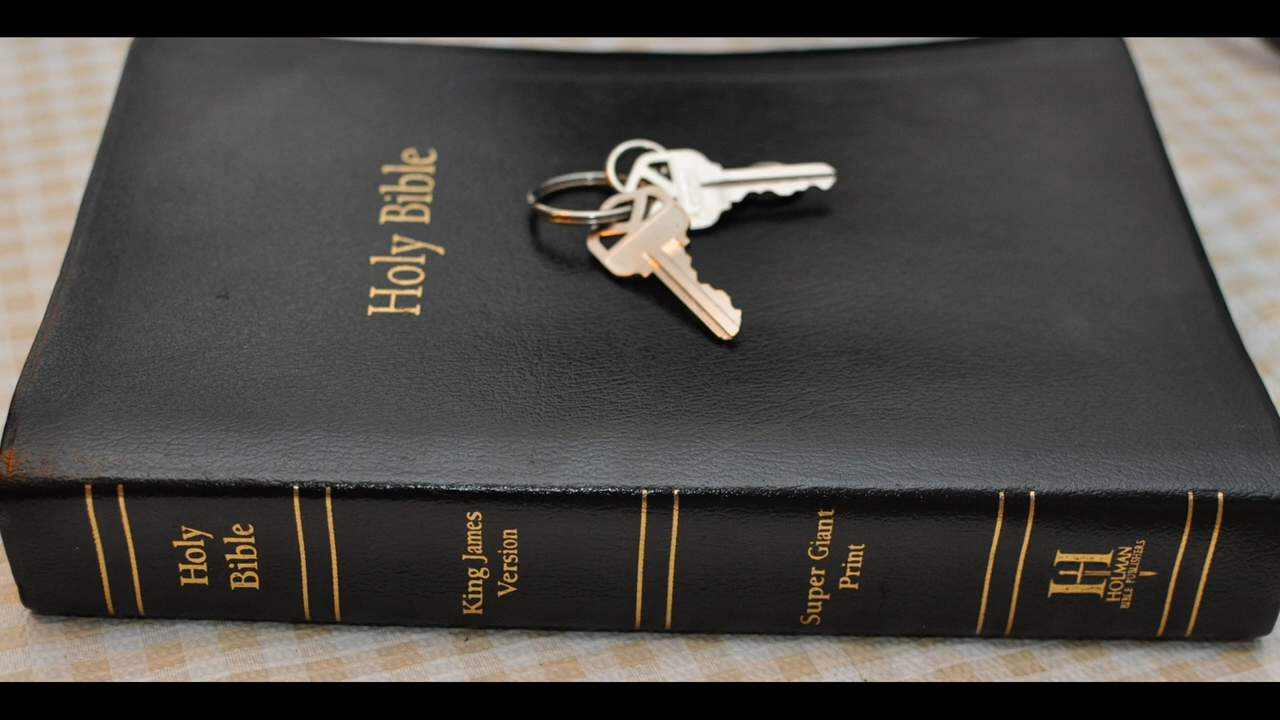 Holy Bible
Holy
Bible
King James
Version
Super Giant
Print
HOLMAN
BIBLE PUBLISHERS